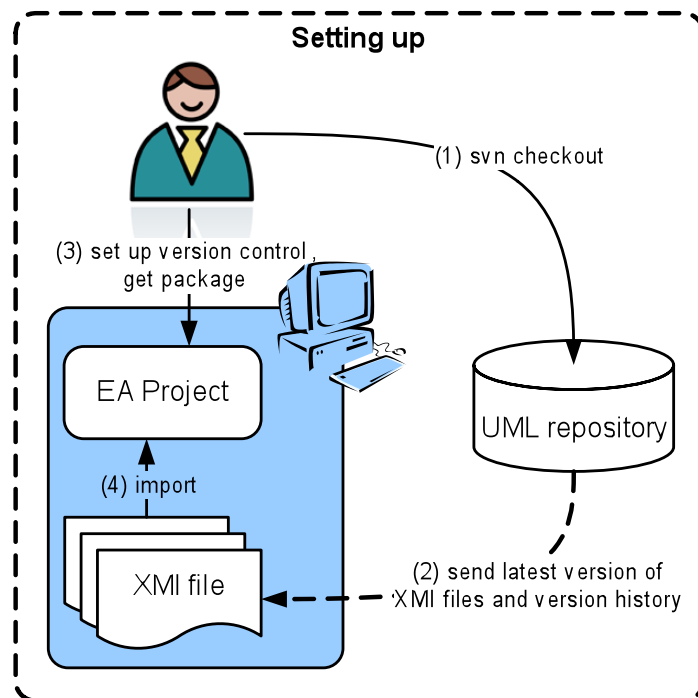 Setting up
(1) svn checkout
(3) set up version control,
get package
EA Project
UML repository
(4) import
XMI file
(2) send latest version of
XMI files and version history